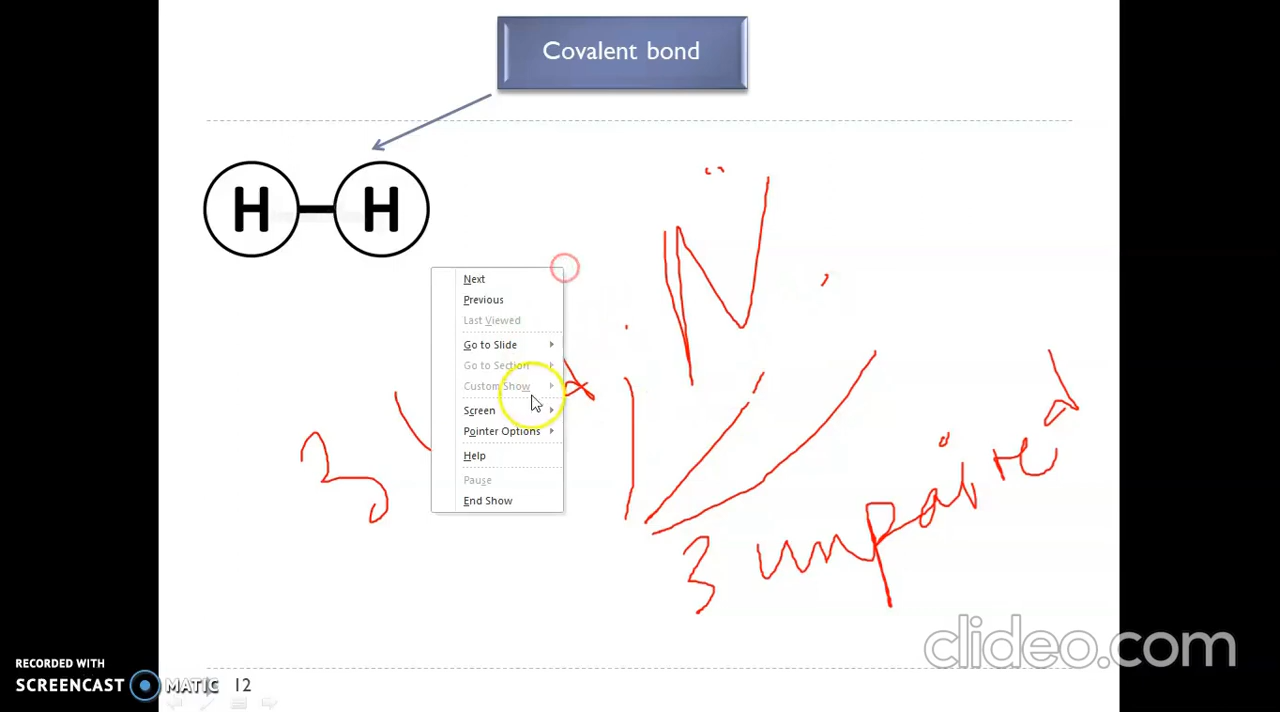 Covalent bond
H H
N
Next
Previous
Last Viewed
Go to Slide
Go to Section
Custom Show
Screen
Pointer Options
Help
Pause
End Show
3
3 unpaired
clideo.com
RECORDED WITH
SCREENCAST MATIC 12